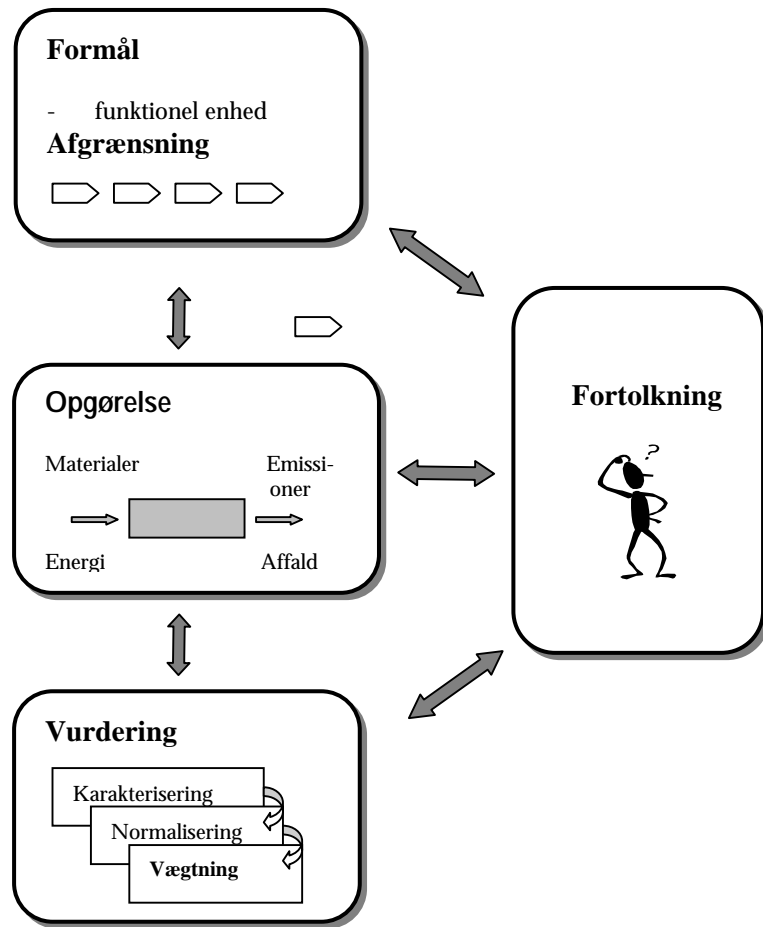 Formål
- funktionel enhed
Afgrænsning
Opgørelse
Materialer
Emissi-
oner
Energi
Affald
Fortolkning
?
Vurdering
Karakterisering
Normalisering
Vægtning